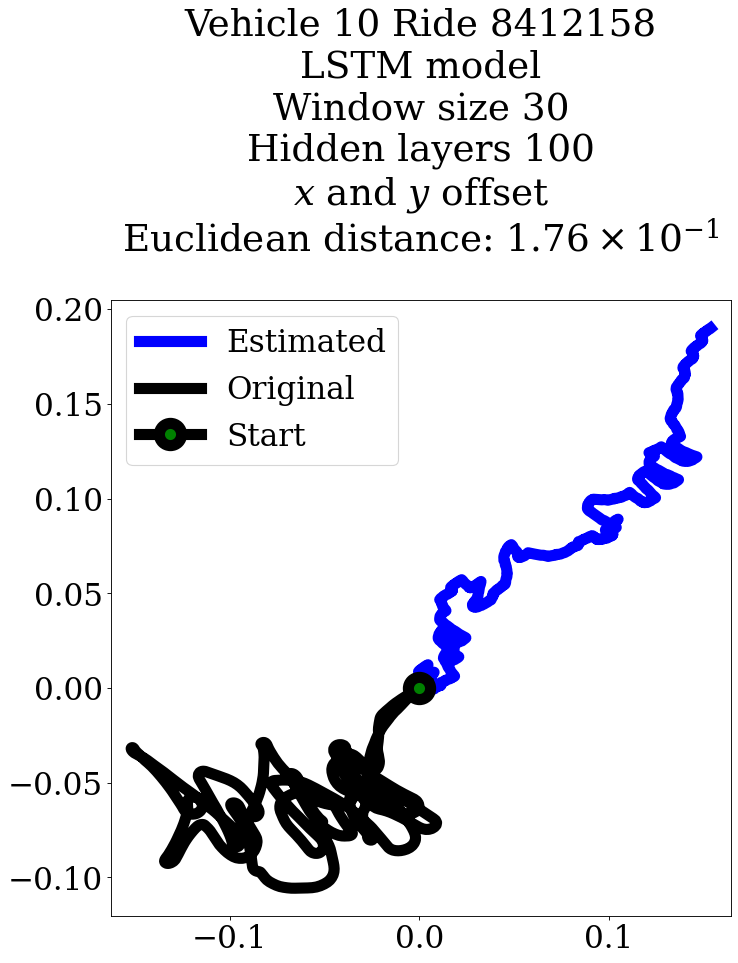 Vehicle 10 Ride 8412158
LSTM model
Window size 30
Hidden layers 100
x and y offset
Euclidean distance: 1.76 × 10⁻¹
Estimated
Original
Start
0.20
0.15
0.10
0.05
0.00
−0.05
−0.10
−0.1 0.0 0.1